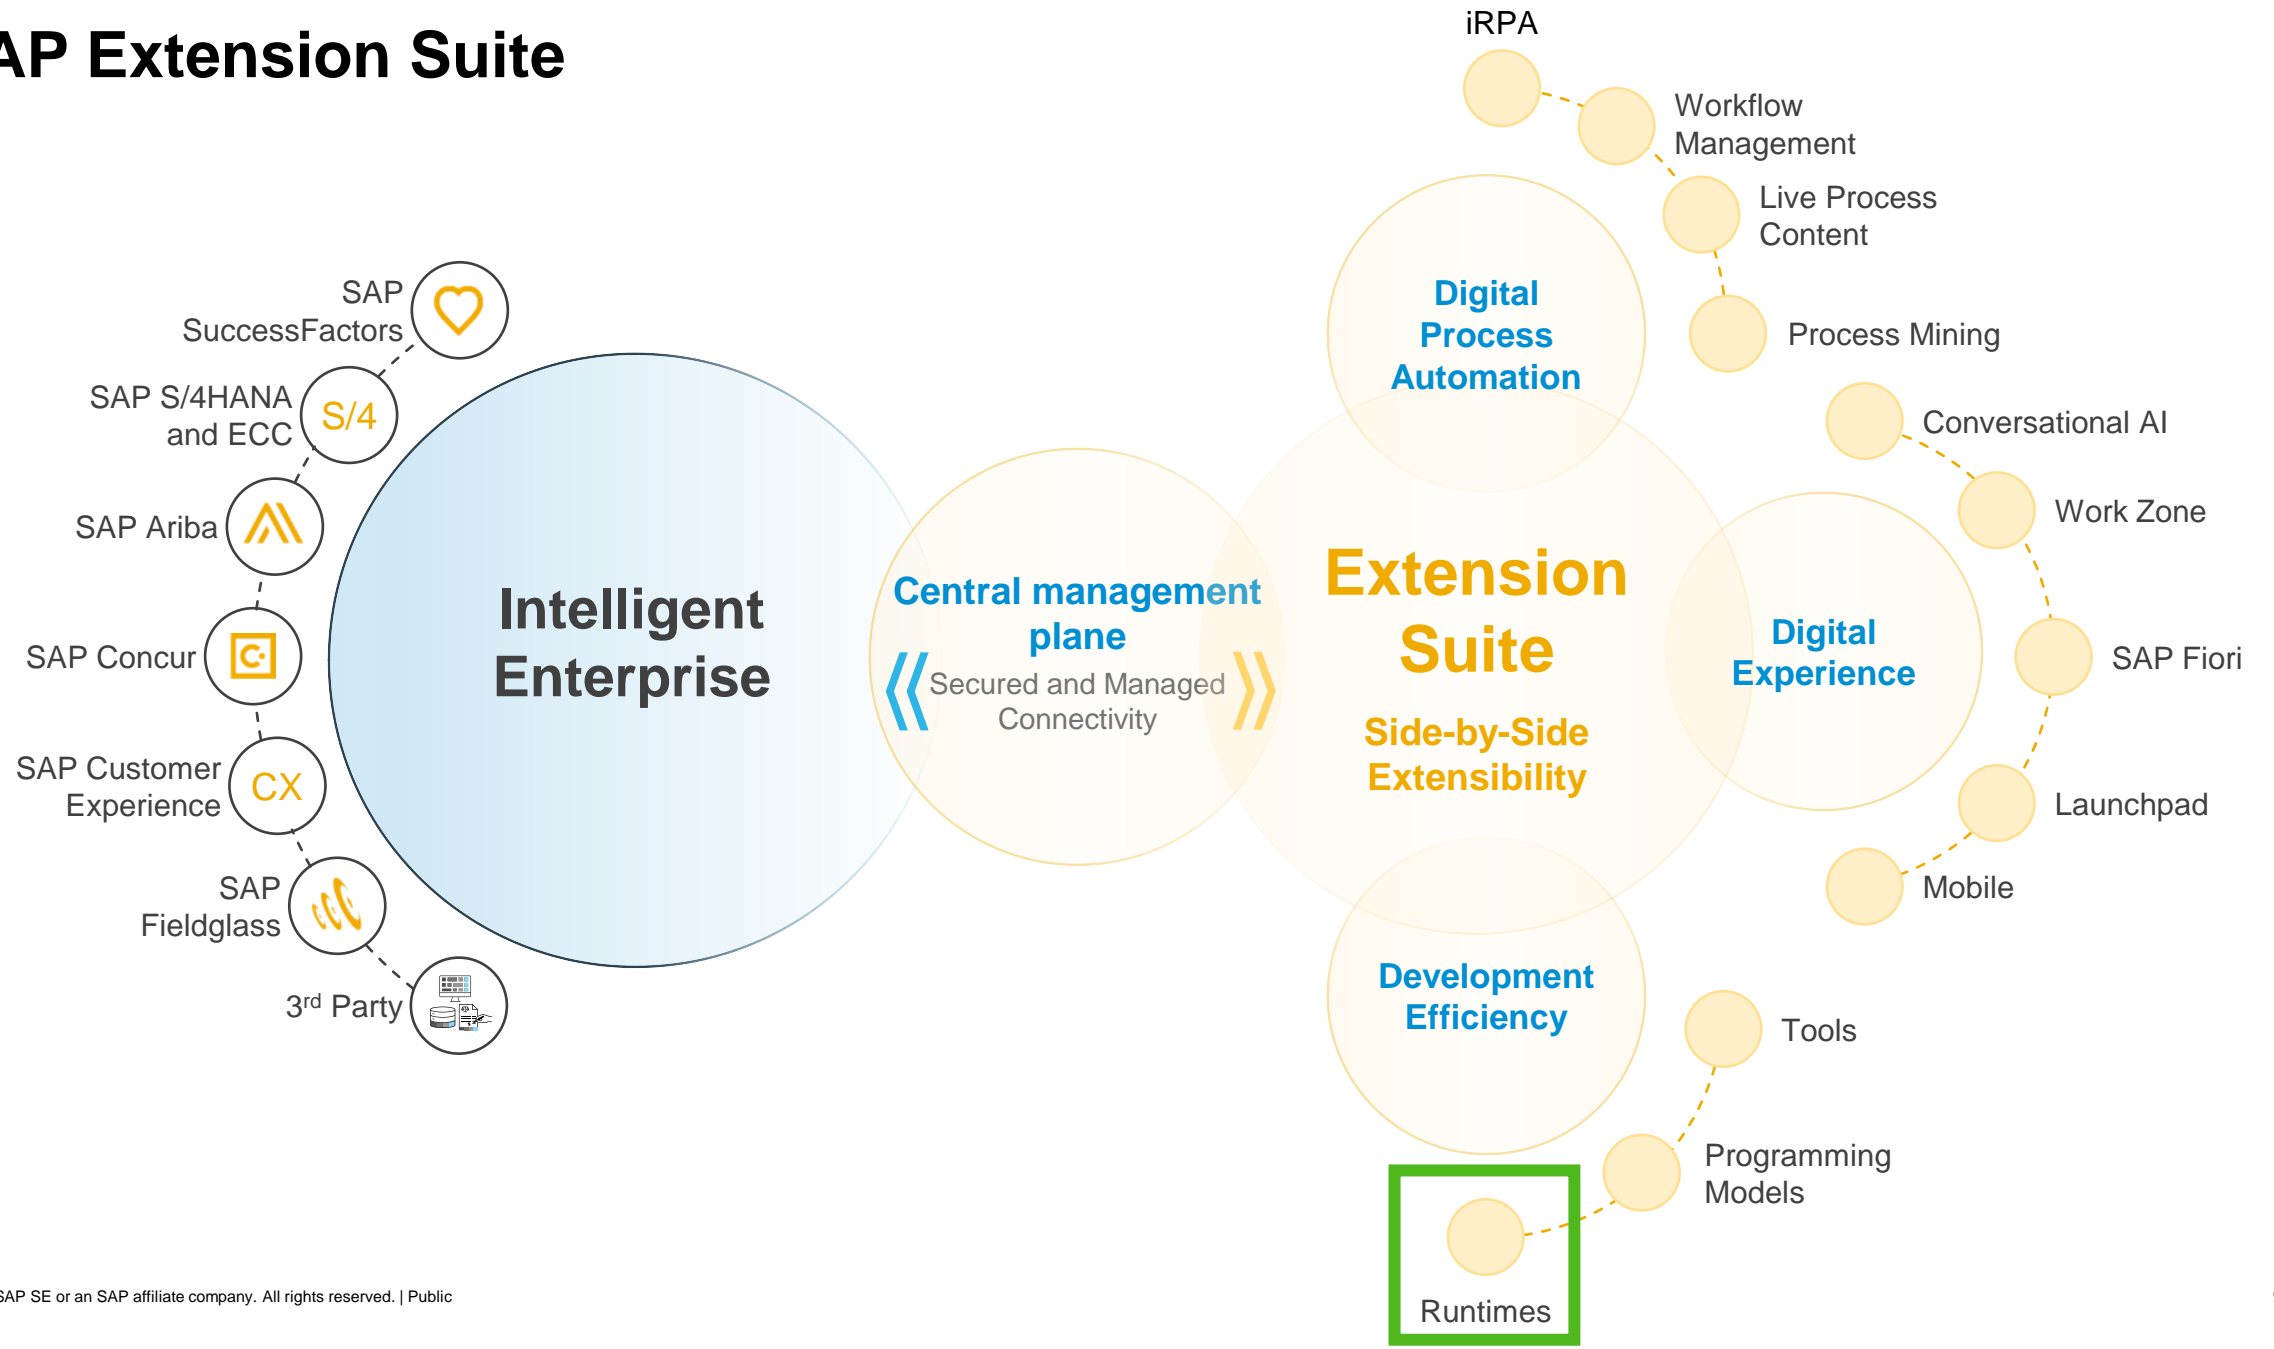 AP Extension Suite
iRPA
Workflow
Management
Live Process
Content
Process Mining
Digital
Process
Automation
Conversational AI
Work Zone
SAP Fiori
Launchpad
Mobile
Digital
Experience
SAP
SuccessFactors
SAP S/4HANA
and ECC
S/4
SAP Ariba
SAP Concur
C
SAP Customer
Experience
CX
SAP
Fieldglass
3rd Party
Intelligent
Enterprise
Central management
plane
Secured and Managed
Connectivity
Extension
Suite
Side-by-Side
Extensibility
Development
Efficiency
Tools
Programming
Models
Runtimes
SAP SE or an SAP affiliate company. All rights reserved. | Public